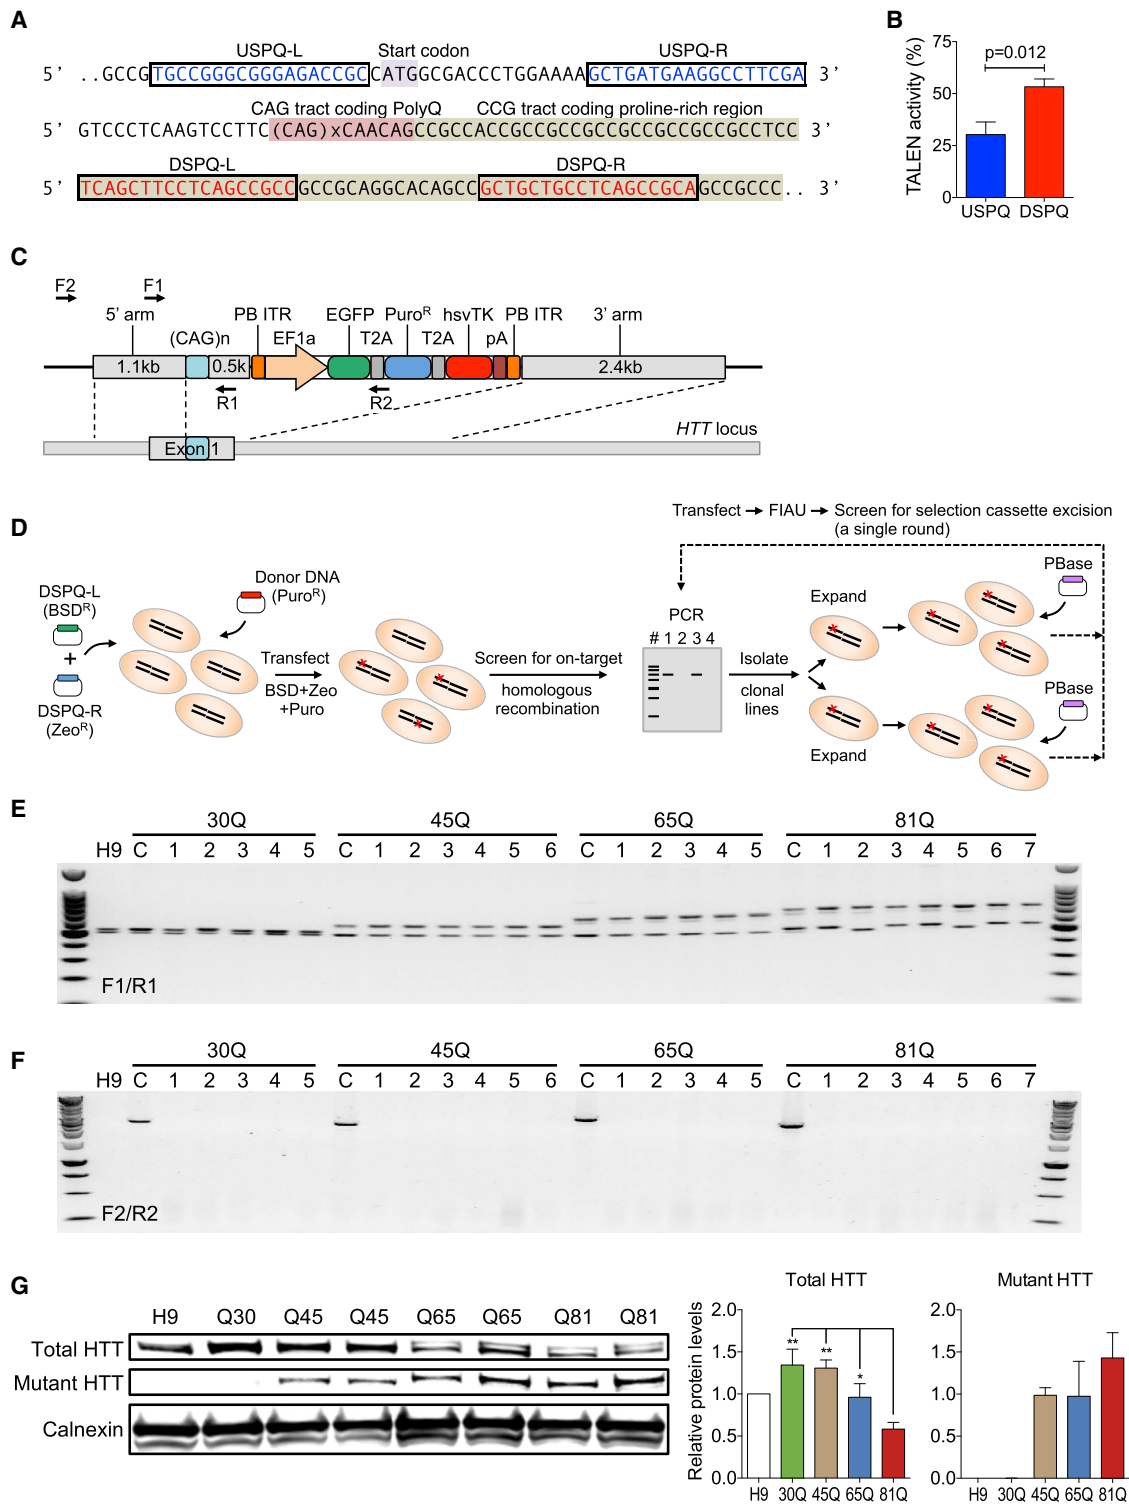 A
USPQ-L Start codon USPQ-R
5' ..GCCGTGCCGGGCGGGAGACCGCCATGGCGACCCTGGAAAAGCTGATGAAGGCCTTCGA 3'
CAG tract coding PolyQ CCG tract coding proline-rich region
GTCCCTCAAGTCCTTC(CAG)xCAACAGCCGCCACCGCCGCCGCCGCCGCCGCCGCCTCC 3'
DSPQ-L DSPQ-R
5' TCAGCTTCCTCAGCCGCCGCCGCAGGCACAGCCGCTGCTGCCTCAGCCGCAGCCGCCC.. 3'
B
TALEN activity (%)
75
50
25
0
p=0.012
USPQ DSPQ
C
F2 F1
5' arm PB ITR EGFP PuroR hsvTK PB ITR 3' arm
(CAG)n EF1a T2A T2A pA
1.1kb 0.5k 2.4kb
R1 R2
HTT locus
Exon 1
D
Transfect → FIAU → Screen for selection cassette excision
(a single round)
DSPQ-L
(BSDR)
+
DSPQ-R
(ZeoR)
Donor DNA
(PuroR)
Transfect
BSD+Zeo
+Puro
Screen for on-target
homologous
recombination
PCR
# 1 2 3 4
Isolate
clonal
lines
Expand
PBase
Expand
PBase
E
30Q 45Q 65Q 81Q
H9 C 1 2 3 4 5 C 1 2 3 4 5 6 C 1 2 3 4 5 C 1 2 3 4 5 6 7
F1/R1
F
30Q 45Q 65Q 81Q
H9 C 1 2 3 4 5 C 1 2 3 4 5 6 C 1 2 3 4 5 C 1 2 3 4 5 6 7
F2/R2
G
H9 Q30 Q45 Q45 Q65 Q65 Q81 Q81
Total HTT
Mutant HTT
Calnexin
Total HTT
Relative protein levels
2.0
1.5
1.0
0.5
0.0
** ** *
H9 30Q 45Q 65Q 81Q
Mutant HTT
2.0
1.5
1.0
0.5
0.0
H9 30Q 45Q 65Q 81Q